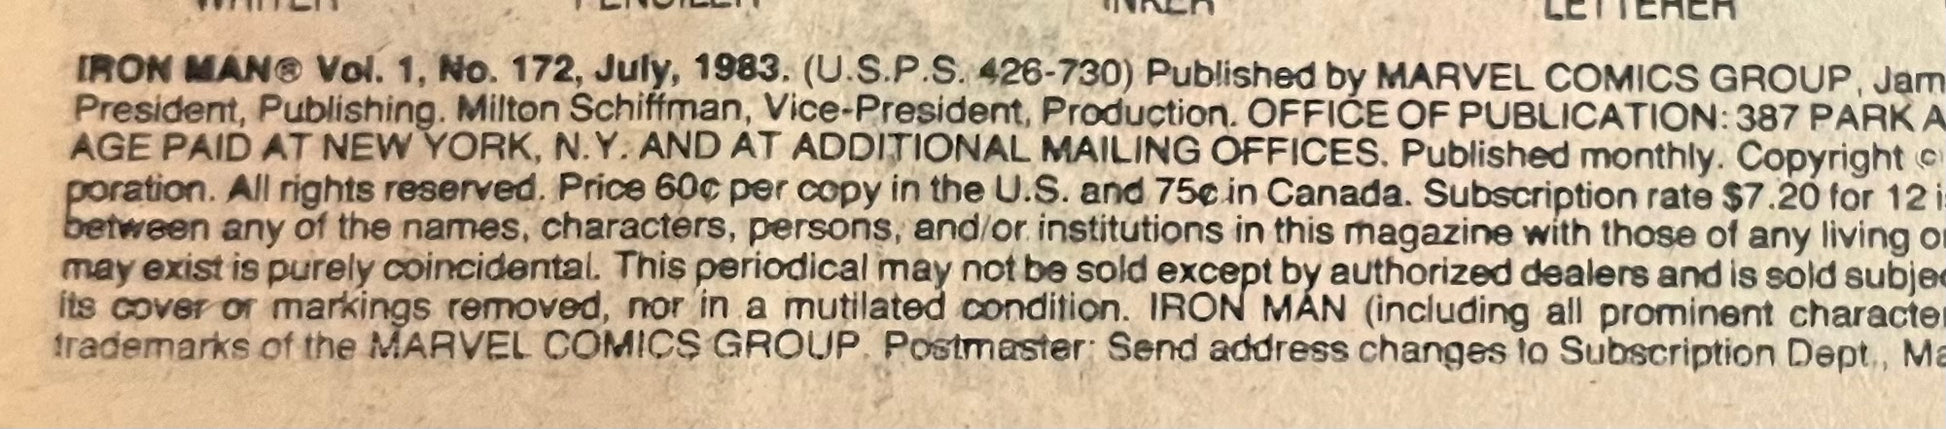 WRITER PENCILER INKER LETTERER
IRON MAN® Vol. 1, No. 172, July, 1983. (U.S.P.S. 426-730) Published by MARVEL COMICS GROUP, Jam
President, Publishing. Milton Schiffman, Vice-President, Production. OFFICE OF PUBLICATION: 387 PARK A
AGE PAID AT NEW YORK, N.Y. AND AT ADDITIONAL MAILING OFFICES. Published monthly. Copyright ©
poration. All rights reserved. Price 60¢ per copy in the U.S. and 75¢ in Canada. Subscription rate $7.20 for 12 i
between any of the names, characters, persons, and/or institutions in this magazine with those of any living o
may exist is purely coincidental. This periodical may not be sold except by authorized dealers and is sold subje
its cover or markings removed, nor in a mutilated condition. IRON MAN (including all prominent character
trademarks of the MARVEL COMICS GROUP. Postmaster: Send address changes to Subscription Dept., Ma